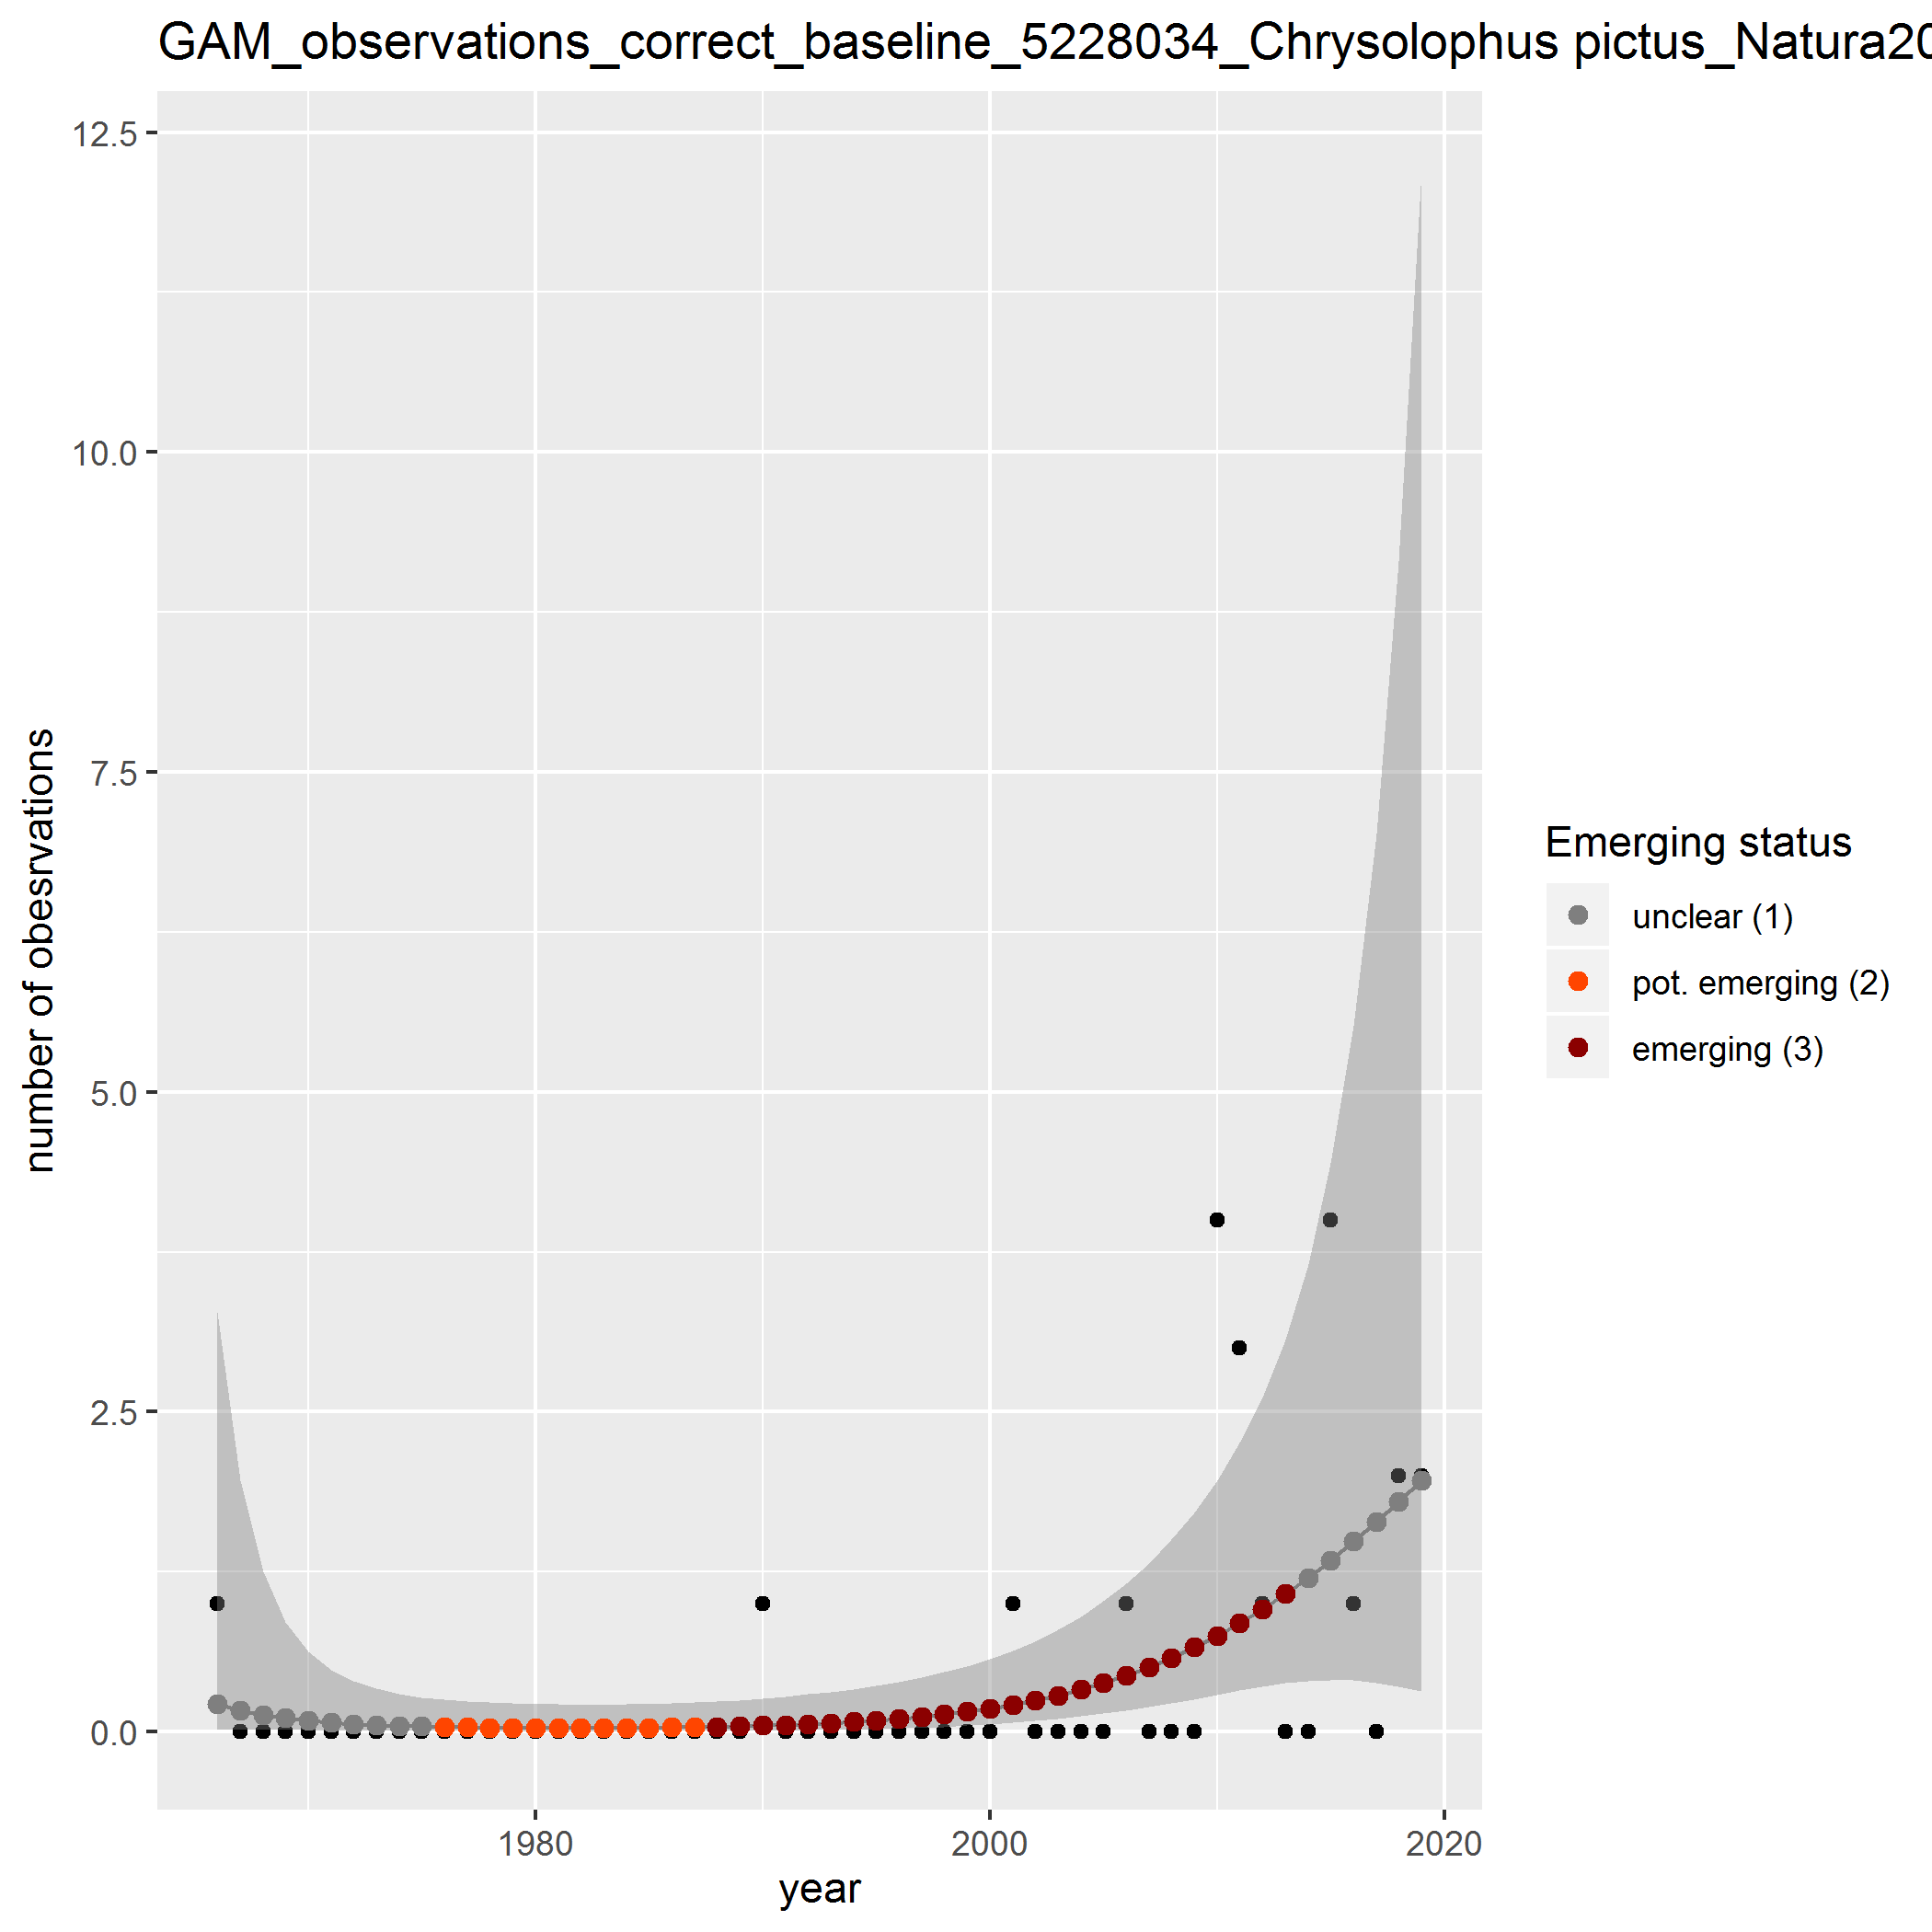 GAM_observations_correct_baseline_5228034_Chrysolophus pictus_Natura20
12.5
10.0
7.5
5.0
2.5
0.0
number of obesrvations
1980
2000
2020
year
Emerging status
unclear (1)
pot. emerging (2)
emerging (3)